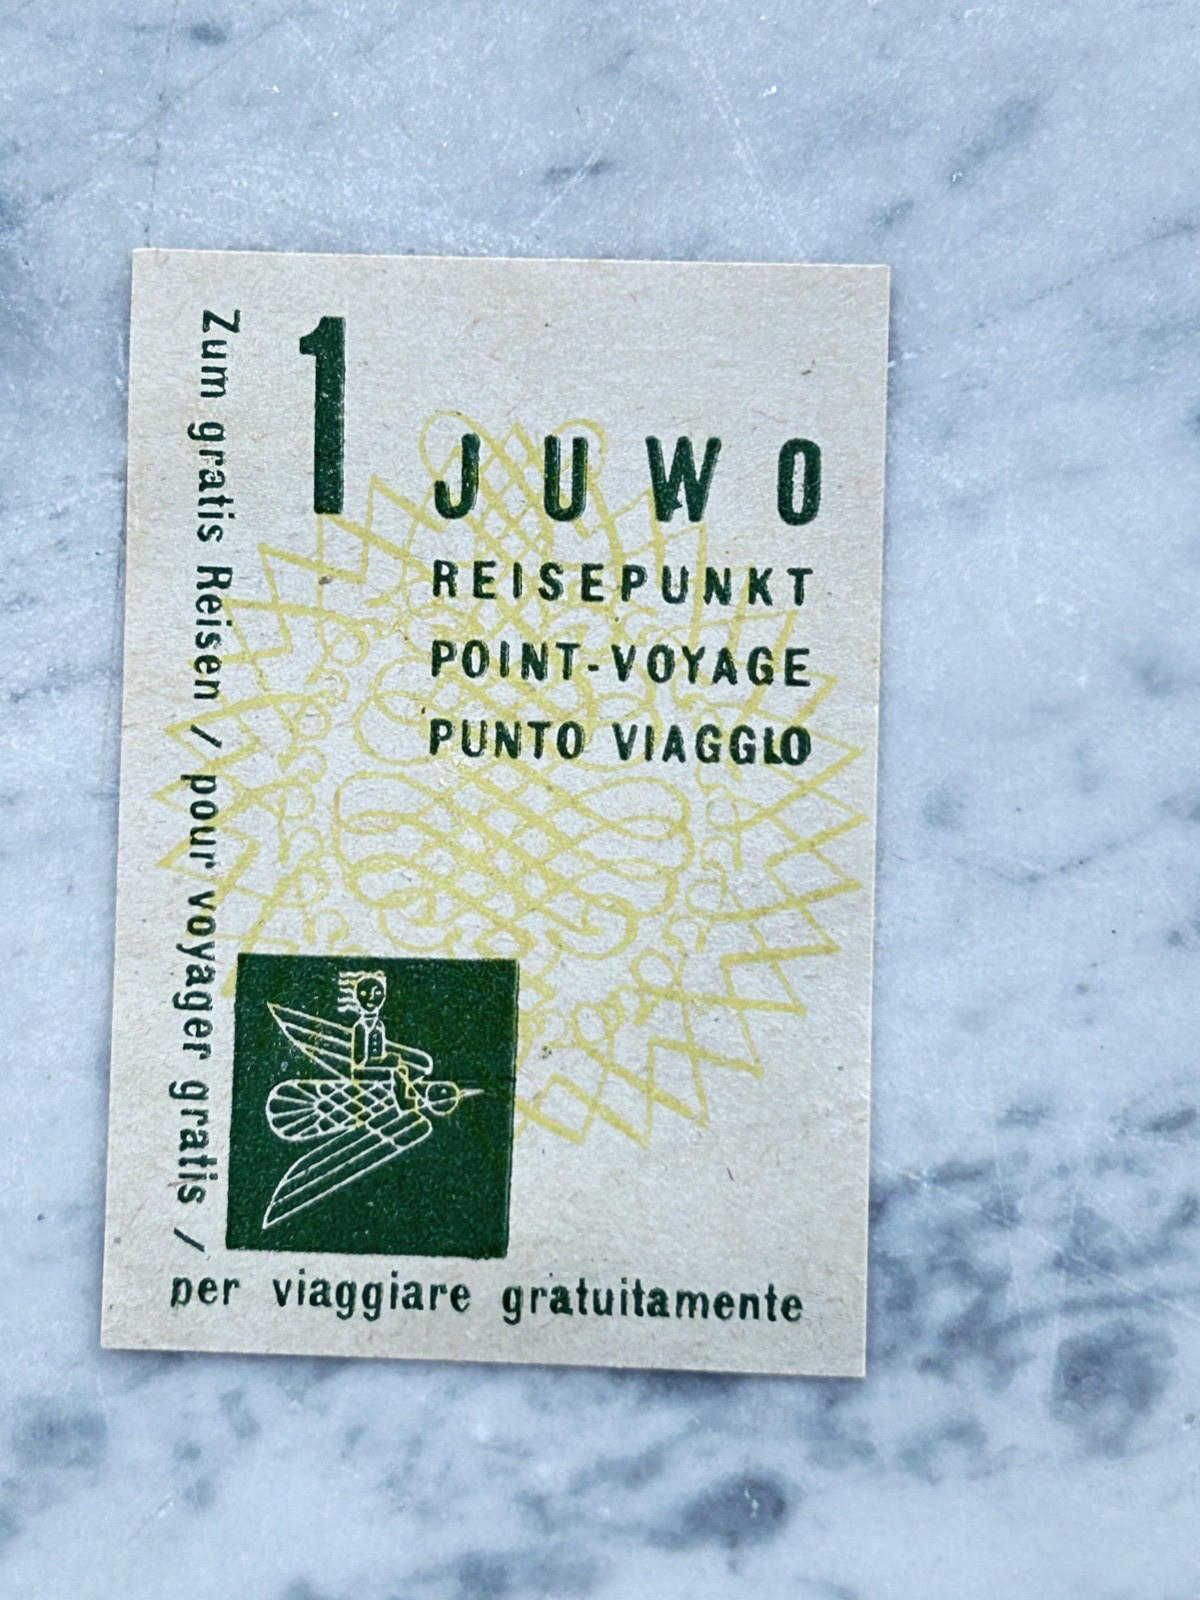 1 JUWO
REISEPUNKT
POINT-VOYAGE
PUNTO VIAGGIO
Zum gratis Reisen / pour voyager gratis /
per viaggiare gratuitamente